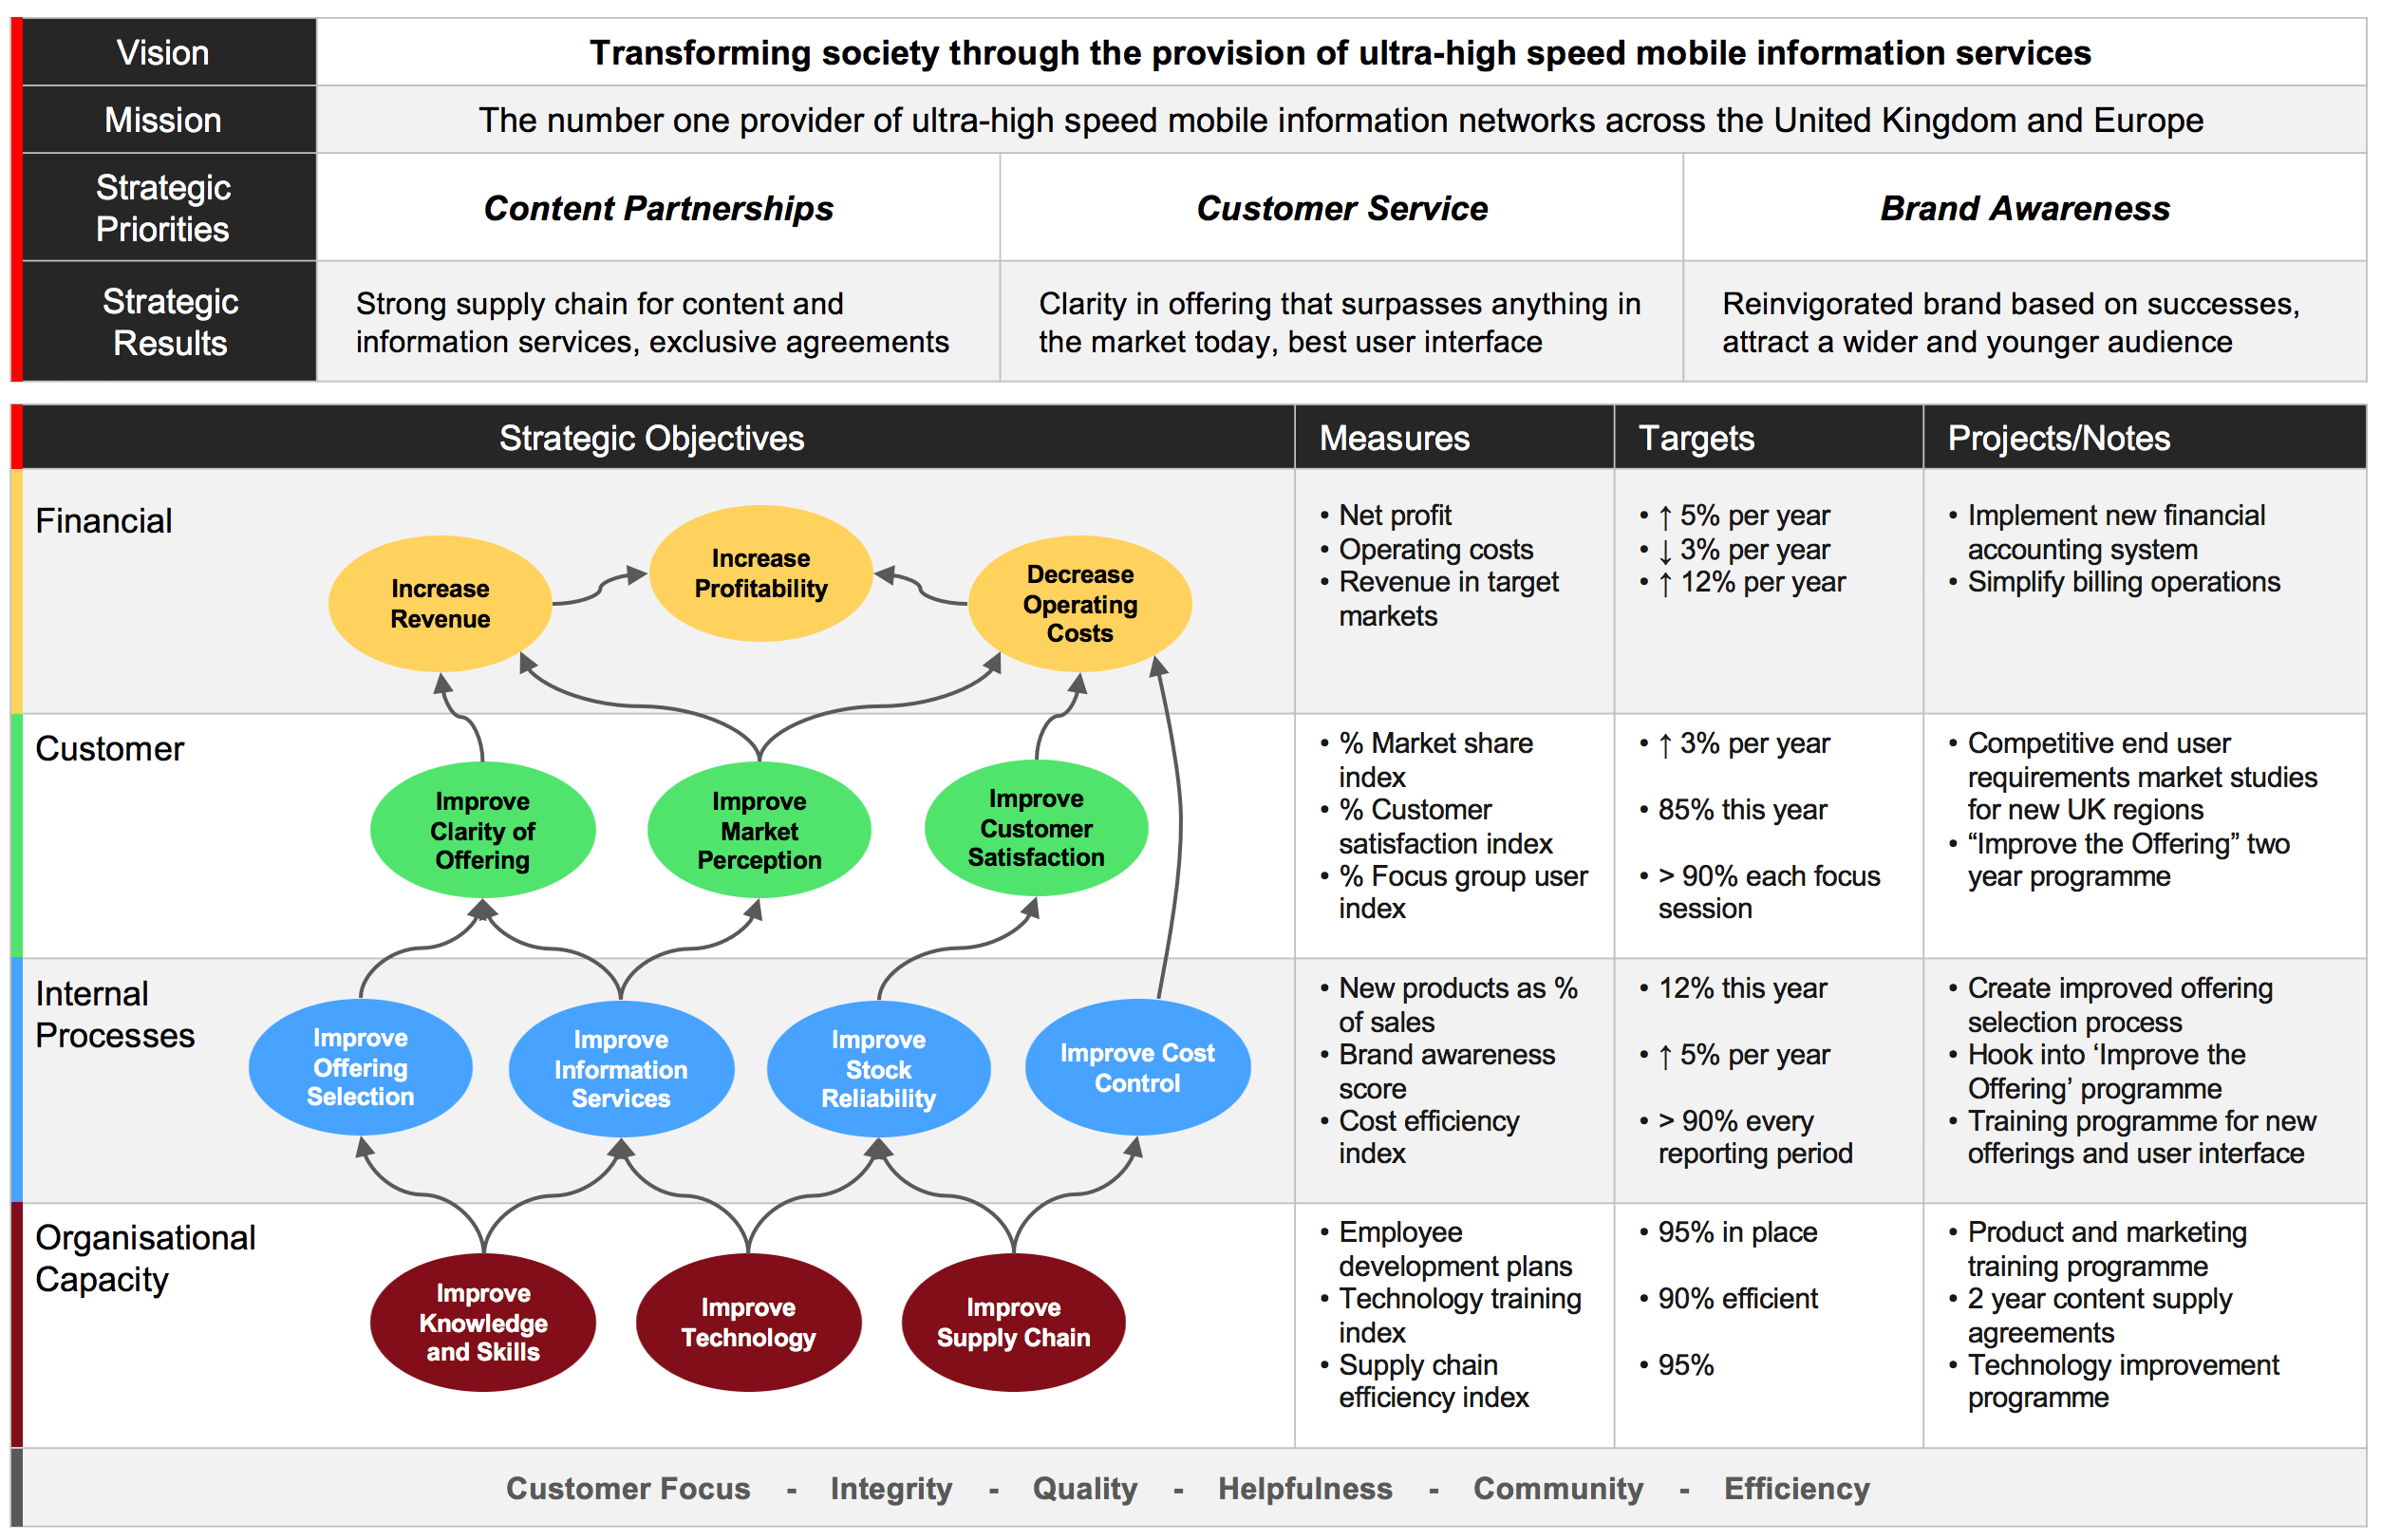 Vision
Transforming society through the provision of ultra-high speed mobile information services
Mission
The number one provider of ultra-high speed mobile information networks across the United Kingdom and Europe
Strategic
Priorities
Content Partnerships
Customer Service
Brand Awareness
Strategic
Results
Strong supply chain for content and
information services, exclusive agreements
Clarity in offering that surpasses anything in
the market today, best user interface
Reinvigorated brand based on successes,
attract a wider and younger audience
Strategic Objectives
Measures
Targets
Projects/Notes
Financial
Increase
Revenue
Increase
Profitability
Decrease
Operating
Costs
• Net profit
• Operating costs
• Revenue in target
markets
• ↑ 5% per year
• ↓ 3% per year
• ↑ 12% per year
• Implement new financial
accounting system
• Simplify billing operations
Customer
Improve
Clarity of
Offering
Improve
Market
Perception
Improve
Customer
Satisfaction
• % Market share
index
• % Customer
satisfaction index
• % Focus group user
index
• ↑ 3% per year
• 85% this year
• > 90% each focus
session
• Competitive end user
requirements market studies
for new UK regions
• “Improve the Offering” two
year programme
Internal
Processes
Improve
Offering
Selection
Improve
Information
Services
Improve
Stock
Reliability
Improve Cost
Control
• New products as %
of sales
• Brand awareness
score
• Cost efficiency
index
• 12% this year
• ↑ 5% per year
• > 90% every
reporting period
• Create improved offering
selection process
• Hook into ‘Improve the
Offering’ programme
• Training programme for new
offerings and user interface
Organisational
Capacity
Improve
Knowledge
and Skills
Improve
Technology
Improve
Supply Chain
• Employee
development plans
• Technology training
index
• Supply chain
efficiency index
• 95% in place
• 90% efficient
• 95%
• Product and marketing
training programme
• 2 year content supply
agreements
• Technology improvement
programme
Customer Focus - Integrity - Quality - Helpfulness - Community - Efficiency